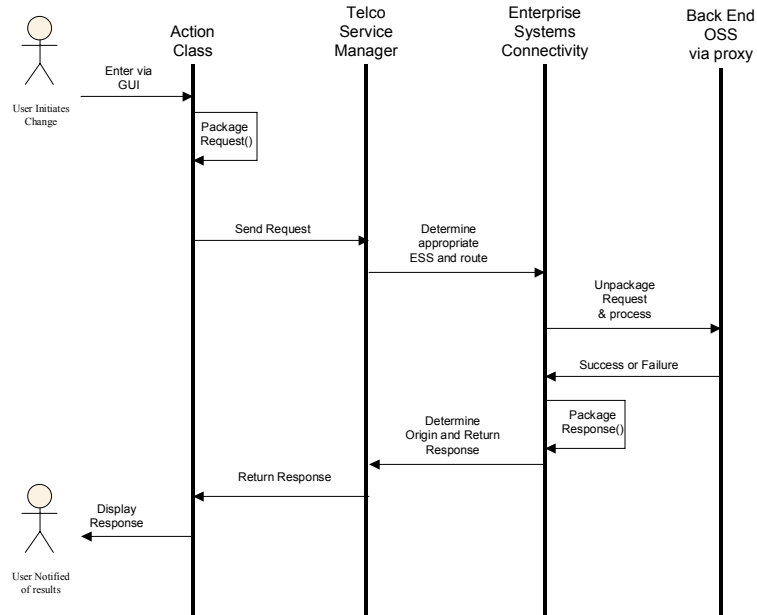 Action
Class
Telco
Service
Manager
Enterprise
Systems
Connectivity
Back End
OSS
via proxy
Enter via
GUI
User Initiates
Change
Package
Request()
Send Request
Determine
appropriate
ESS and route
Unpackage
Request
& process
Success or Failure
Package
Response()
Determine
Origin and Return
Response
Return Response
Display
Response
User Notified
of results